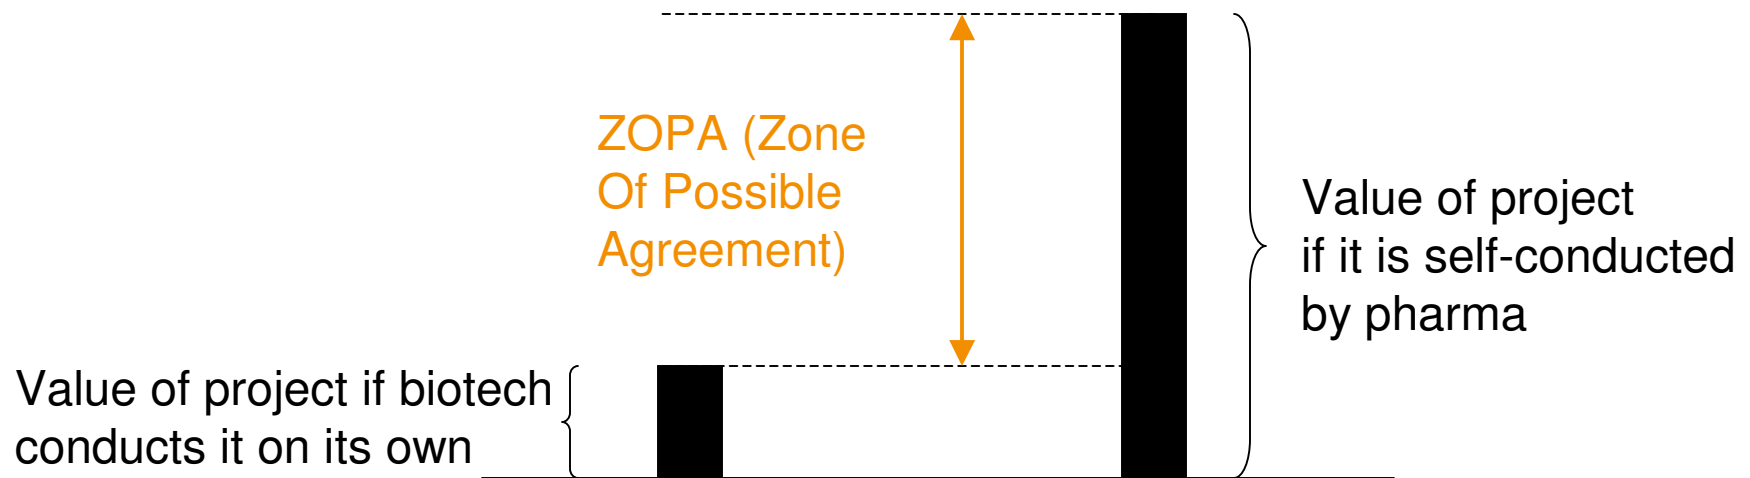 ZOPA (Zone
Of Possible
Agreement)
Value of project
if it is self-conducted
by pharma
Value of project if biotech
conducts it on its own